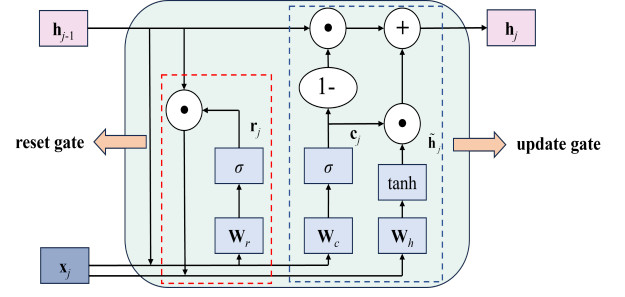 h_{j-1}
+
h_j
1-
r_j
c_j
h̃_j
reset gate
update gate
σ
σ
tanh
W_r
W_c
W_h
x_j